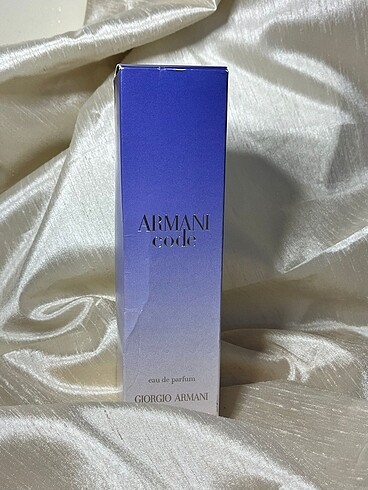 ARMANI
code
eau de parfum
GIORGIO ARMANI